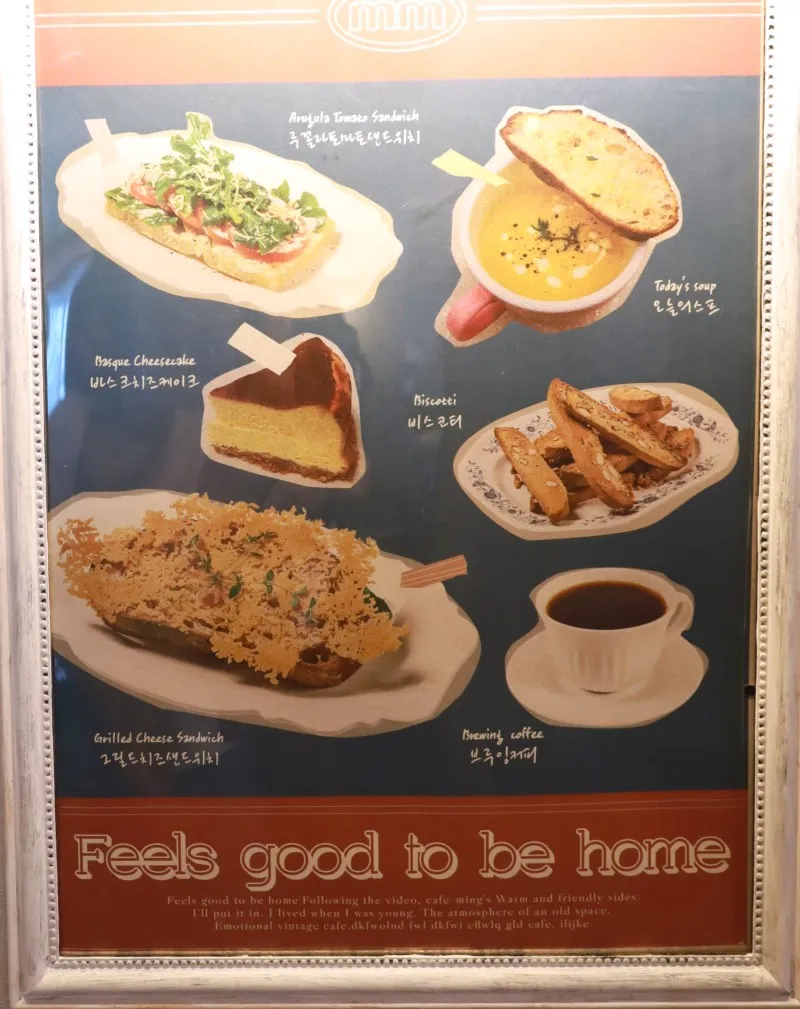 mm
Arugula Tomato Sandwich
루꼴라토마토샌드위치
Today's soup
오늘의스프
Basque Cheesecake
바스크치즈케이크
Biscotti
비스코티
Grilled Cheese Sandwich
그릴드치즈샌드위치
Brewing coffee
브루잉커피
Feels good to be home
Feels good to be home Following the video, cafe-ming's Warm and friendly sides.
I'll put it in. I lived when I was young. The atmosphere of an old space.
Emotional vintage cafe.dkfwolnd fwl dkfwi eflwlq gld cafe. ilijke